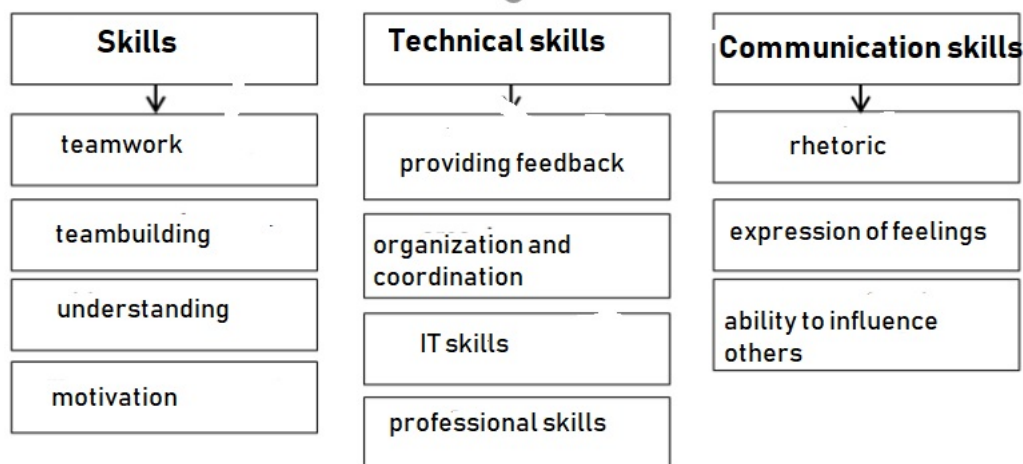 Skills
teamwork
teambuilding
understanding
motivation
Technical skills
providing feedback
organization and
coordination
IT skills
professional skills
Communication skills
rhetoric
expression of feelings
ability to influence
others